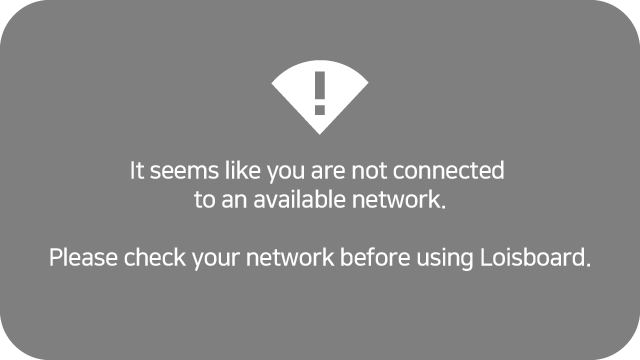 It seems like you are not connected
to an available network.
Please check your network before using Loisboard.